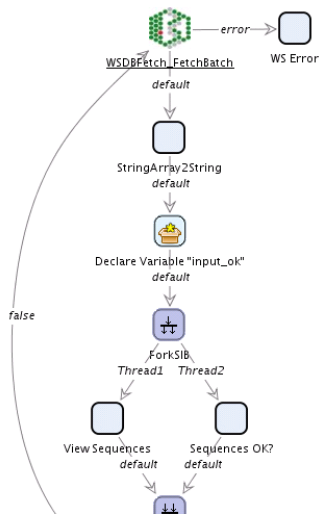 error
WS Error
WSDBFetch_FetchBatch
default
StringArray2String
default
Declare Variable "input_ok"
default
false
ForkSIB
Thread1 Thread2
View Sequences Sequences OK?
default default